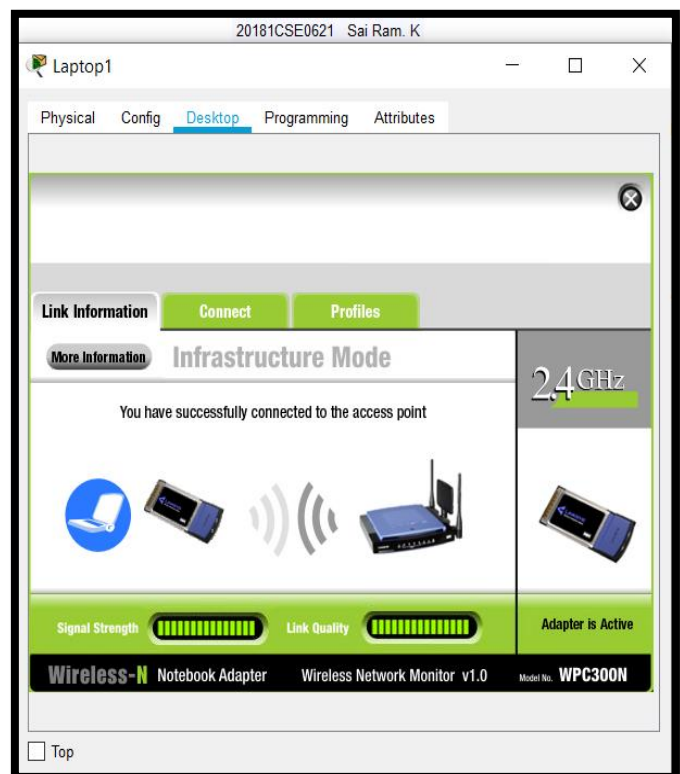 20181CSE0621 Sai Ram. K
Laptop1
Physical Config Desktop Programming Attributes
Link Information Connect Profiles
More Information Infrastructure Mode
2.4GHz
You have successfully connected to the access point
Signal Strength Link Quality Adapter is Active
Wireless-N Notebook Adapter Wireless Network Monitor v1.0 Model No. WPC300N
Top